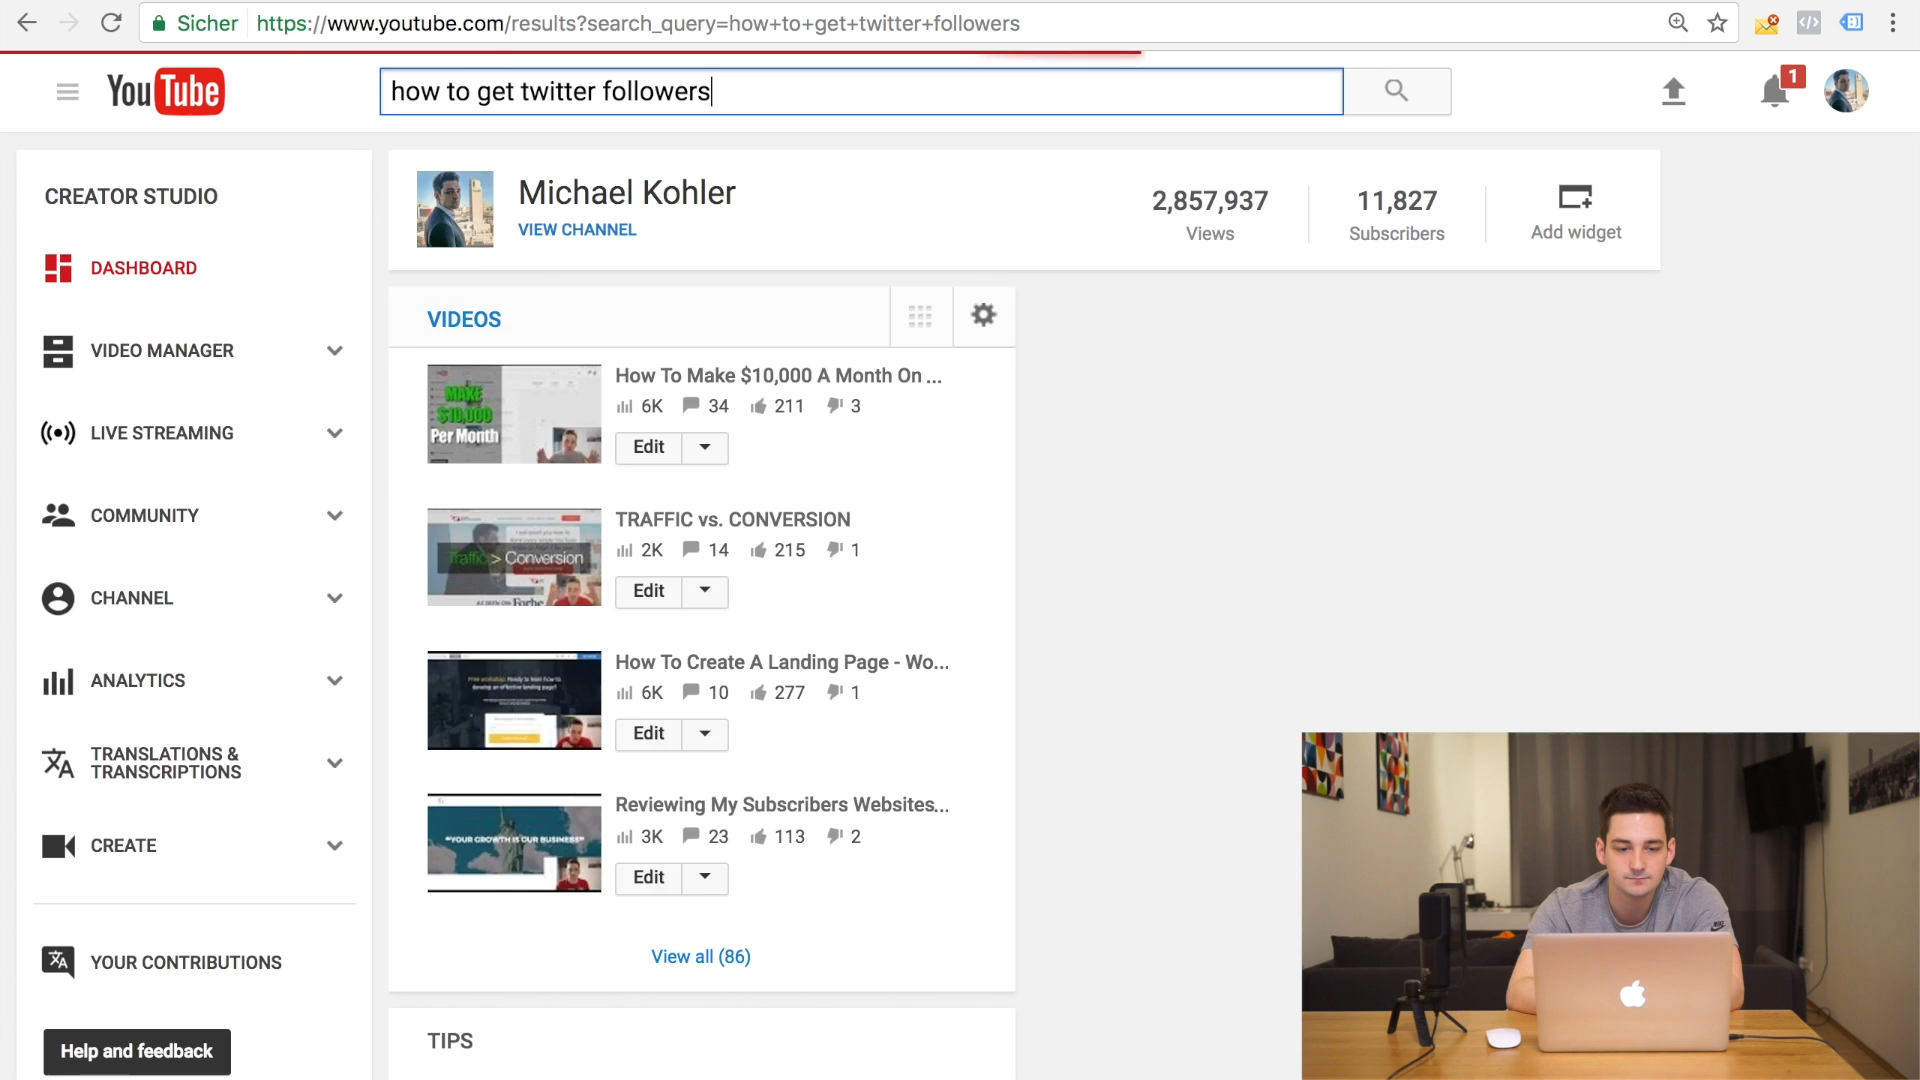 Sicher https://www.youtube.com/results?search_query=how+to+get+twitter+followers
YouTube
how to get twitter followers
1
CREATOR STUDIO
DASHBOARD
VIDEO MANAGER
LIVE STREAMING
COMMUNITY
CHANNEL
ANALYTICS
TRANSLATIONS &
TRANSCRIPTIONS
CREATE
YOUR CONTRIBUTIONS
Help and feedback
Michael Kohler
VIEW CHANNEL
2,857,937
Views
11,827
Subscribers
Add widget
VIDEOS
MAKE
$10,000
Per Month
How To Make $10,000 A Month On ...
6K 34 211 3
Edit
Traffic > Conversion
TRAFFIC vs. CONVERSION
2K 14 215 1
Edit
How To Create A Landing Page - Wo...
6K 10 277 1
Edit
"YOUR GROWTH IS OUR BUSINESS"
Reviewing My Subscribers Websites...
3K 23 113 2
Edit
View all (86)
TIPS